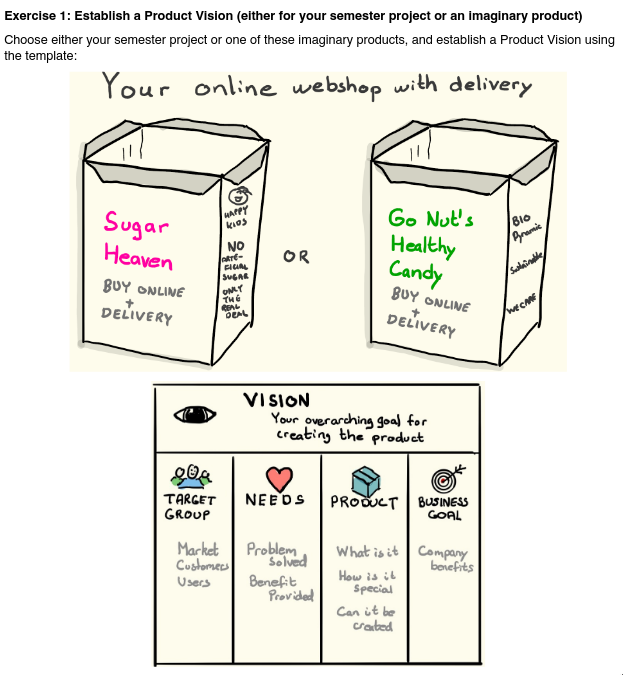 Exercise 1: Establish a Product Vision (either for your semester project or an imaginary product)
Choose either your semester project or one of these imaginary products, and establish a Product Vision using
the template:
Your online webshop with delivery
Sugar
Heaven
BUY ONLINE
+
DELIVERY
HAPPY
KIDS
NO
ARTE-
FICIAL
SUGAR
ONLY
THE
REAL
DEAL
OR
Go Nut's
Healthy
Candy
BUY ONLINE
+
DELIVERY
BIO
Dynamic
Sustainable
WE CARE
VISION
Your overarching goal for
creating the product
TARGET
GROUP
Market
Customers
Users
NEEDS
Problem
Solved
Benefit
Provided
PRODUCT
What is it
How is it
Special
Can it be
created
BUSINESS
GOAL
Company
benefits